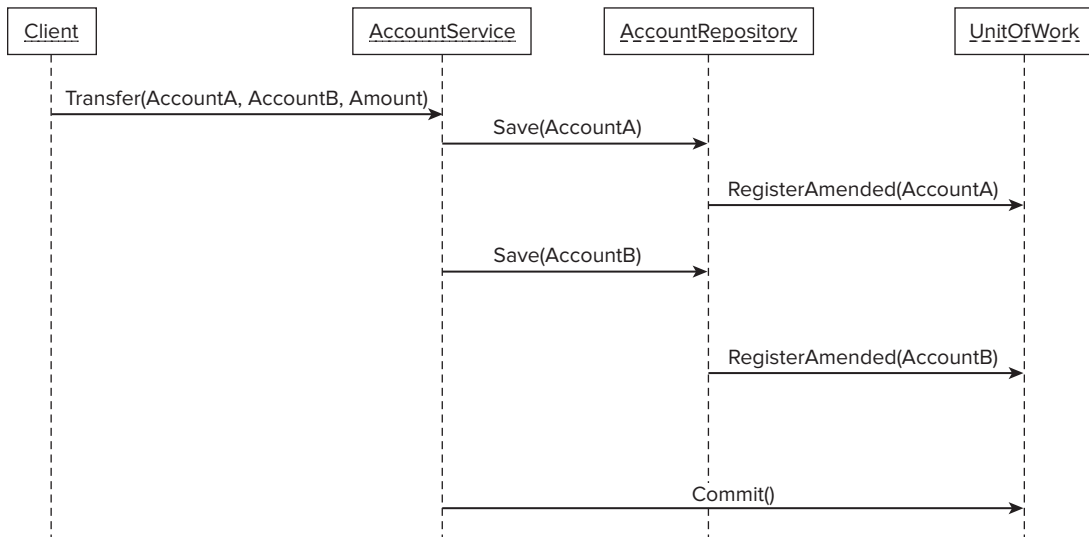 Client
AccountService
AccountRepository
UnitOfWork
Transfer(AccountA, AccountB, Amount)
Save(AccountA)
RegisterAmended(AccountA)
Save(AccountB)
RegisterAmended(AccountB)
Commit()